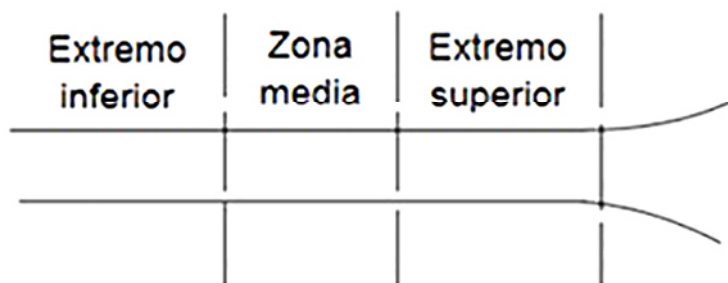 Extremo
inferior
Zona
media
Extremo
superior